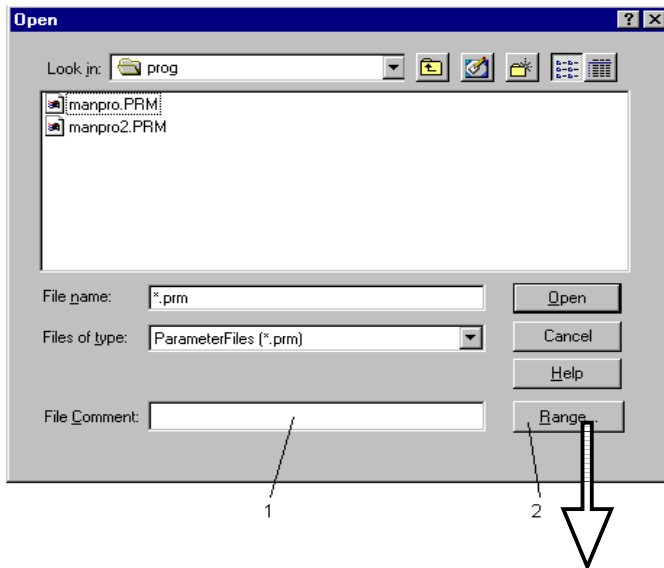 Open
Look in: prog
manpro.PRM
manpro2.PRM
File name: *.prm Open
Files of type: ParameterFiles (*.prm) Cancel
Help
File Comment: Range...
1 2